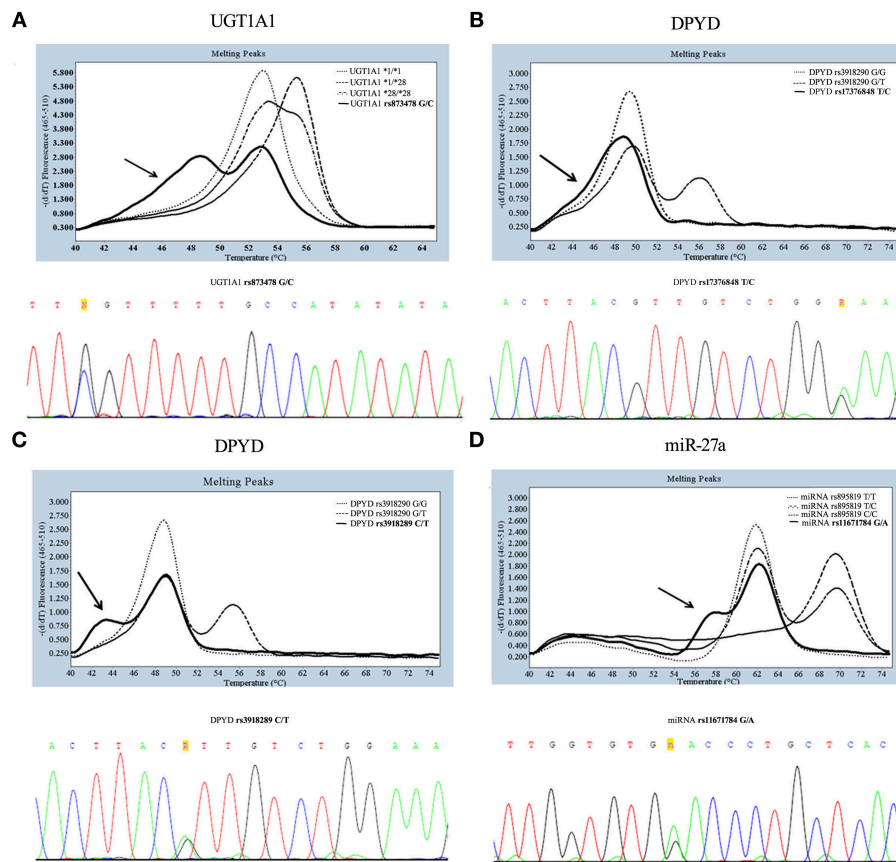 A
UGT1A1
Melting Peaks
-(d/dT) Fluorescence (465-510)
5.800
5.300
4.800
4.300
3.800
3.300
2.800
2.300
1.800
1.300
0.800
0.300
UGT1A1 *1/*1
UGT1A1 *1/*28
UGT1A1 *28/*28
UGT1A1 rs873478 G/C
40 42 44 46 48 50 52 54 56 58 60 62 64
Temperature (°C)
UGT1A1 rs873478 G/C
T T S G T T T T T G C C A T A T A T A
B
DPYD
Melting Peaks
-(d/dT) Fluorescence (465-510)
3.000
2.750
2.500
2.250
2.000
1.750
1.500
1.250
1.000
0.750
0.500
0.250
DPYD rs3918290 G/G
DPYD rs3918290 G/T
DPYD rs17376848 T/C
40 42 44 46 48 50 52 54 56 58 60 62 64 66 68 70 72 74
Temperature (°C)
DPYD rs17376848 T/C
A C T T A C G T T G T C T G G R A A
C
DPYD
Melting Peaks
-(d/dT) Fluorescence (465-510)
3.000
2.750
2.500
2.250
2.000
1.750
1.500
1.250
1.000
0.750
0.500
0.250
DPYD rs3918290 G/G
DPYD rs3918290 G/T
DPYD rs3918289 C/T
40 42 44 46 48 50 52 54 56 58 60 62 64 66 68 70 72 74
Temperature (°C)
DPYD rs3918289 C/T
A C T T A C R T T G T C T G G A A A
D
miR-27a
Melting Peaks
-(d/dT) Fluorescence (465-510)
3.000
2.800
2.600
2.400
2.200
2.000
1.800
1.600
1.400
1.200
1.000
0.800
0.600
0.400
0.200
miRNA rs895819 T/T
miRNA rs895819 T/C
miRNA rs895819 C/C
miRNA rs11671784 G/A
40 42 44 46 48 50 52 54 56 58 60 62 64 66 68 70 72 74
Temperature (°C)
miRNA rs11671784 G/A
T T G G T G T G R A C C C T G C T C A C